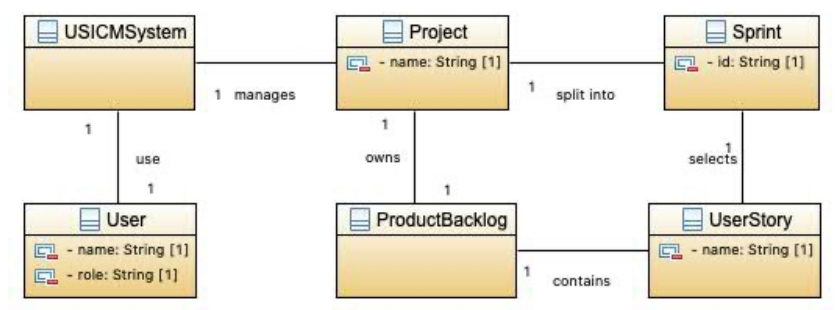 USICMSystem
Project
- name: String [1]
Sprint
- id: String [1]
1 manages
1 split into
1
use
1
1
owns
1
1
selects
User
- name: String [1]
- role: String [1]
ProductBacklog
1 contains
UserStory
- name: String [1]